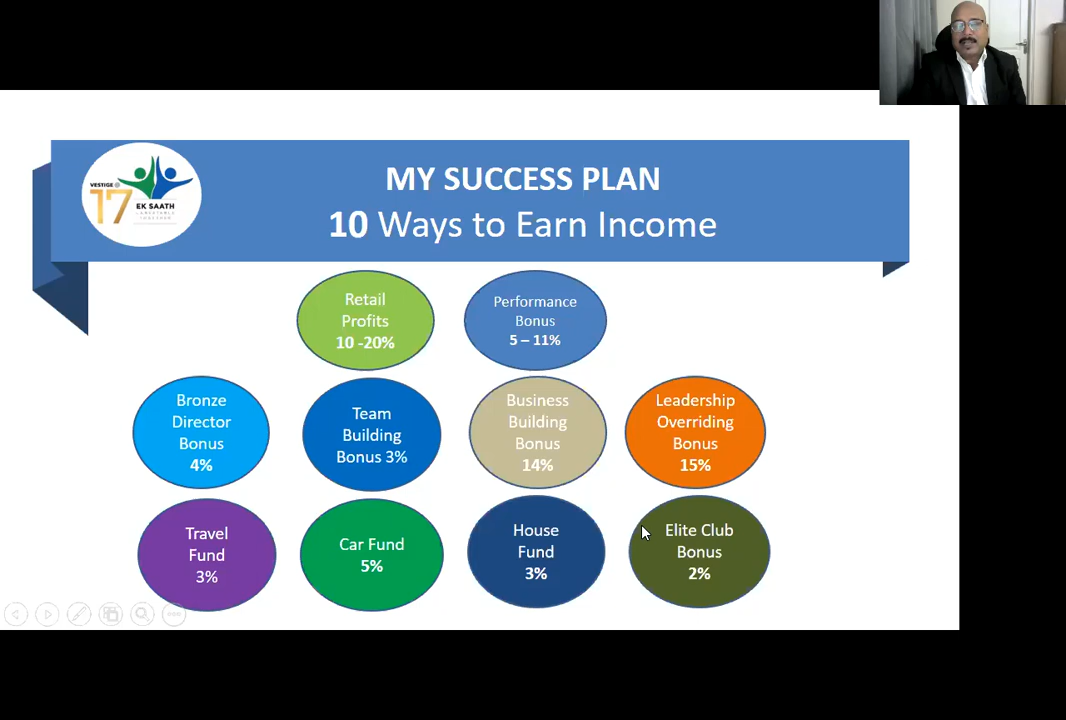 MY SUCCESS PLAN
10 Ways to Earn Income
VESTIGE @
17
EK SAATH
TOGETHER
Retail
Profits
10 -20%
Performance
Bonus
5 – 11%
Bronze
Director
Bonus
4%
Team
Building
Bonus 3%
Business
Building
Bonus
14%
Leadership
Overriding
Bonus
15%
Travel
Fund
3%
Car Fund
5%
House
Fund
3%
Elite Club
Bonus
2%